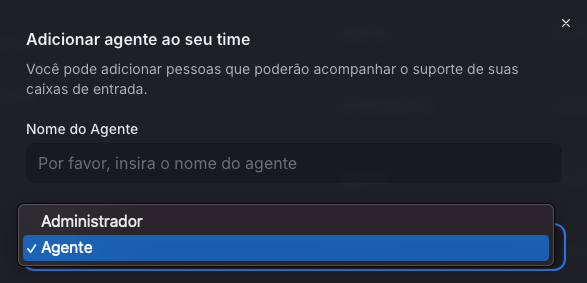 Adicionar agente ao seu time
Você pode adicionar pessoas que poderão acompanhar o suporte de suas
caixas de entrada.
Nome do Agente
Por favor, insira o nome do agente
Administrador
✓ Agente